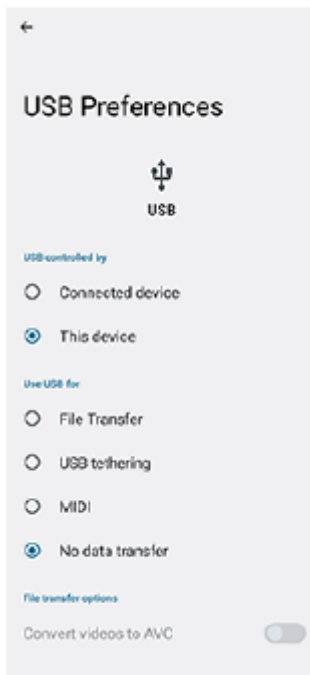 USB Preferences
USB
USB controlled by
Connected device
This device
Use USB for
File Transfer
USB tethering
MIDI
No data transfer
File transfer options
Convert videos to AVC